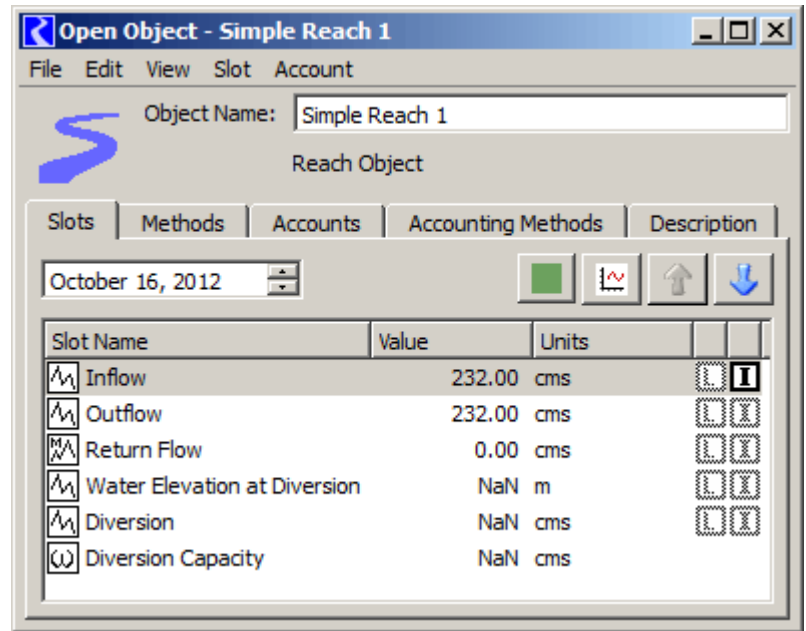 Open Object - Simple Reach 1
File Edit View Slot Account
Object Name: Simple Reach 1
Reach Object
Slots Methods Accounts Accounting Methods Description
October 16, 2012
Slot Name Value Units
Inflow 232.00 cms L I
Outflow 232.00 cms L I
M Return Flow 0.00 cms L I
Water Elevation at Diversion NaN m L I
Diversion NaN cms L I
ω Diversion Capacity NaN cms